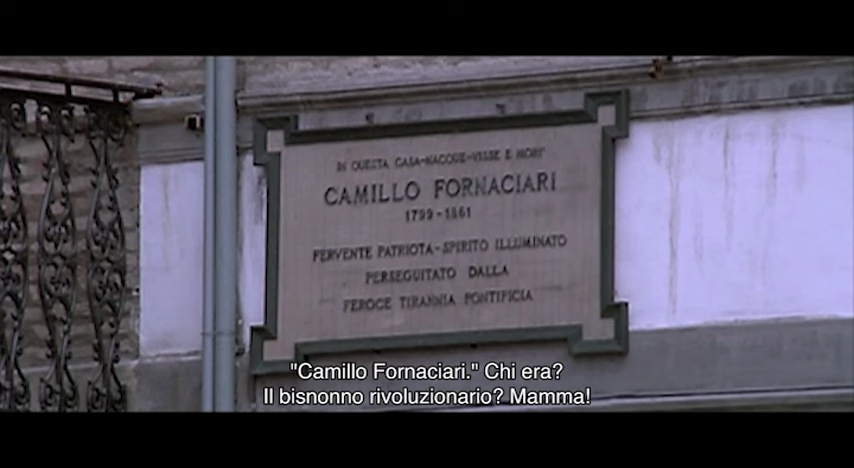 IN QUESTA CASA-NACQUE-VISSE E MORI'
CAMILLO FORNACIARI
1799-1861
FERVENTE PATRIOTA-SPIRITO ILLUMINATO
PERSEGUITATO DALLA
FEROCE TIRANNIA PONTIFICIA
"Camillo Fornaciari." Chi era?
Il bisnonno rivoluzionario? Mamma!